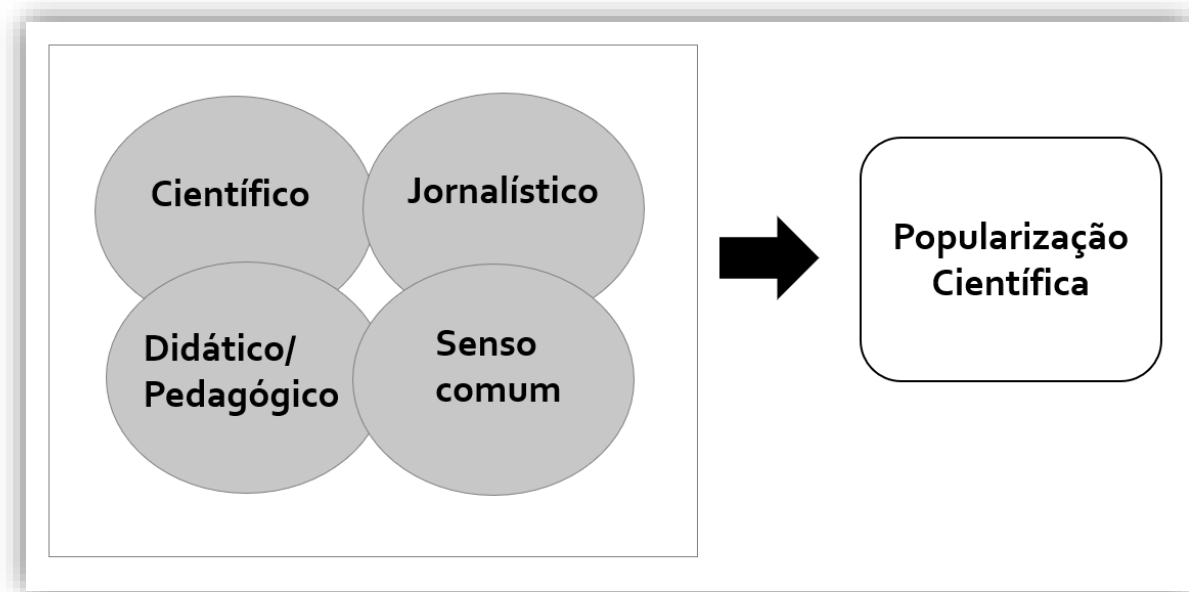 Científico
Jornalístico
Didático/
Pedagógico
Senso
comum
Popularização
Científica